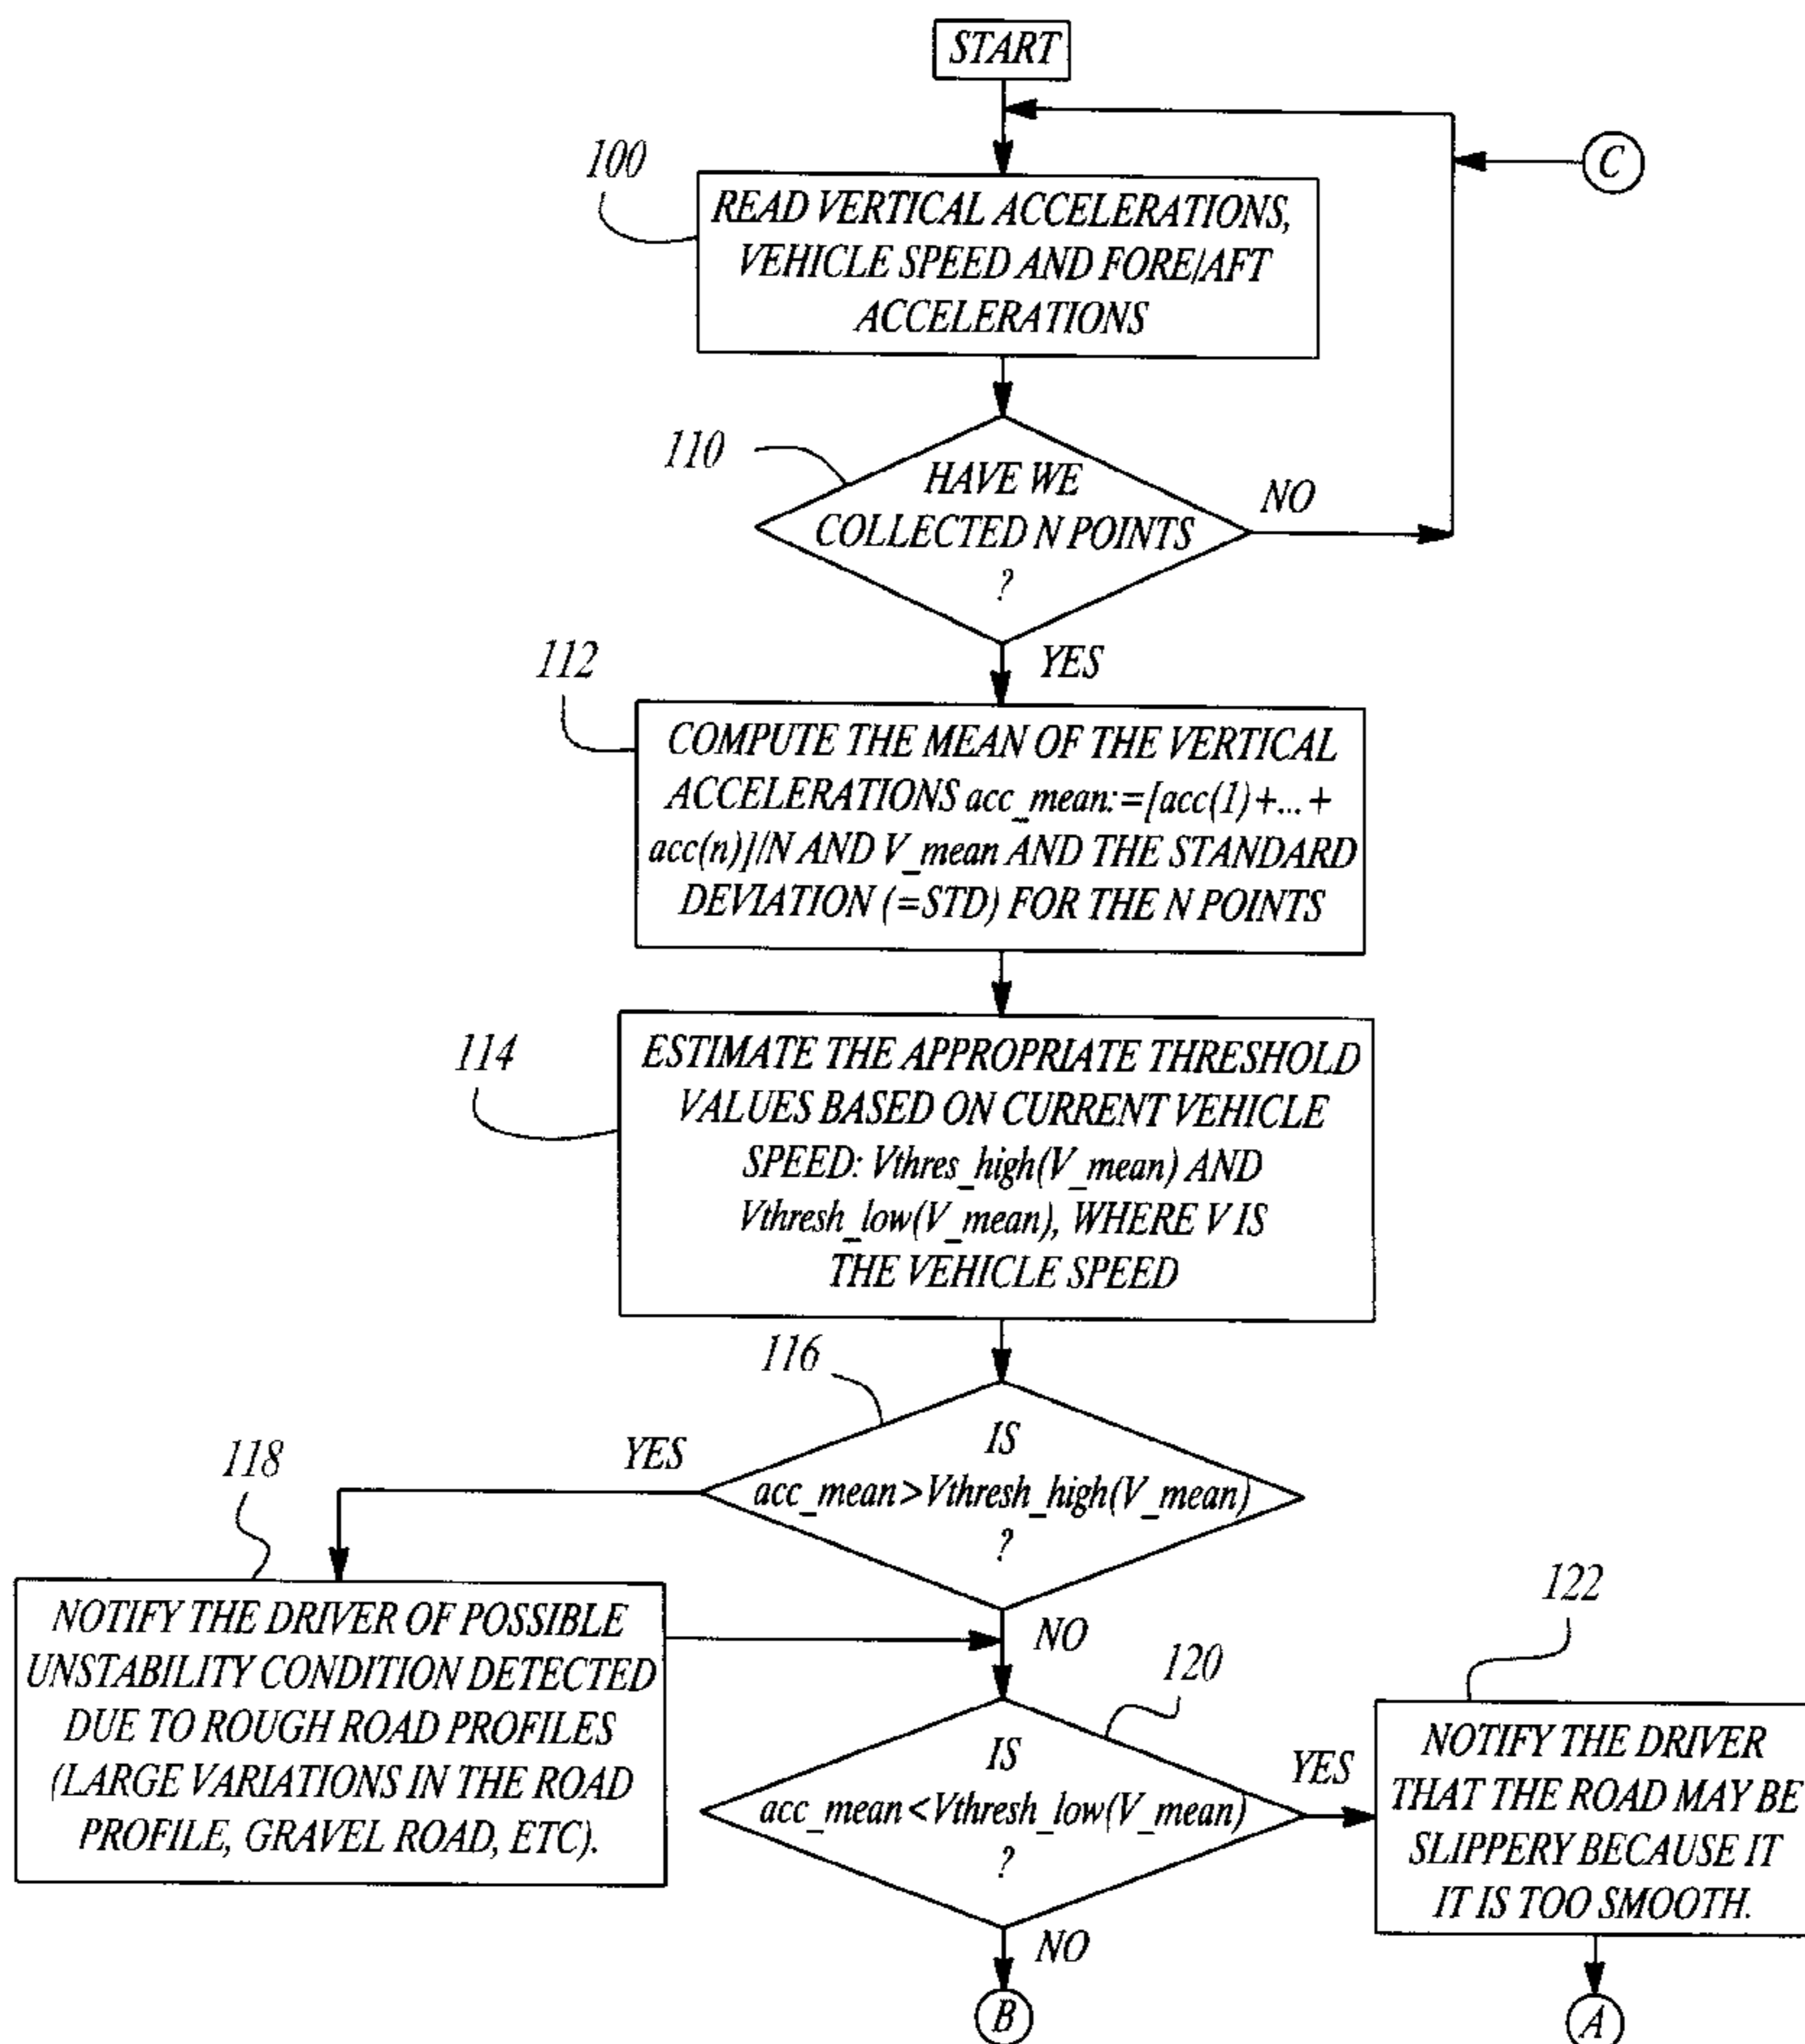 START
C
100
READ VERTICAL ACCELERATIONS,
VEHICLE SPEED AND FORE/AFT
ACCELERATIONS
110
HAVE WE
COLLECTED N POINTS
?
NO
YES
112
COMPUTE THE MEAN OF THE VERTICAL
ACCELERATIONS acc_mean:=[acc(1)+...+
acc(n)]/N AND V_mean AND THE STANDARD
DEVIATION (=STD) FOR THE N POINTS
114
ESTIMATE THE APPROPRIATE THRESHOLD
VALUES BASED ON CURRENT VEHICLE
SPEED: Vthres_high(V_mean) AND
Vthresh_low(V_mean), WHERE V IS
THE VEHICLE SPEED
116
IS
acc_mean>Vthresh_high(V_mean)
?
YES
NO
118
NOTIFY THE DRIVER OF POSSIBLE
UNSTABILITY CONDITION DETECTED
DUE TO ROUGH ROAD PROFILES
(LARGE VARIATIONS IN THE ROAD
PROFILE, GRAVEL ROAD, ETC).
120
IS
acc_mean<Vthresh_low(V_mean)
?
YES
NO
122
NOTIFY THE DRIVER
THAT THE ROAD MAY BE
SLIPPERY BECAUSE IT
IT IS TOO SMOOTH.
B
A